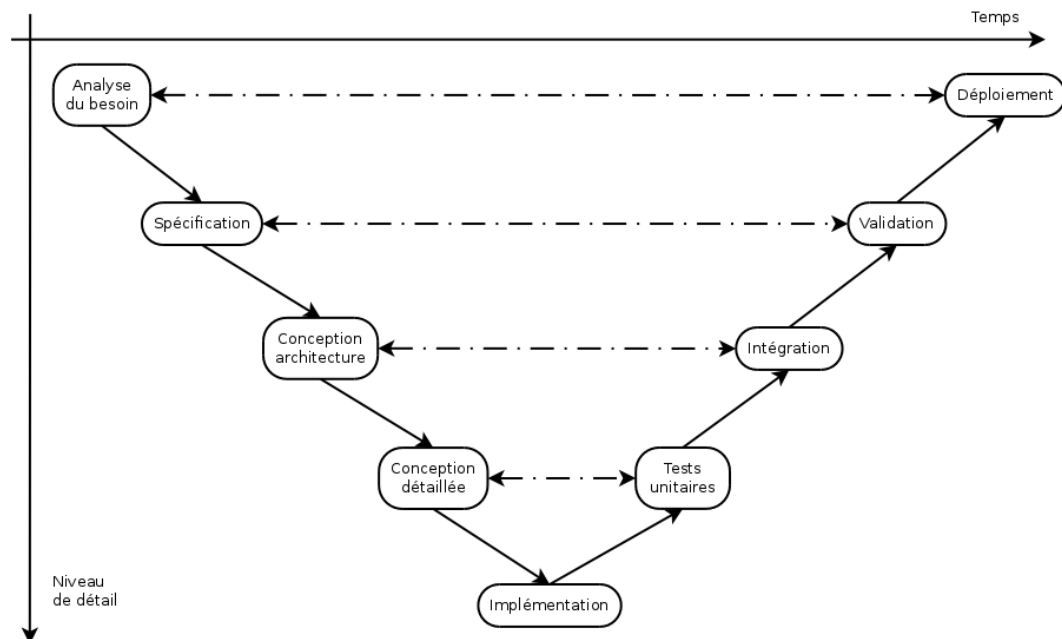 Temps
Analyse
du besoin
Déploiement
Spécification
Validation
Conception
architecture
Intégration
Conception
détaillée
Tests
unitaires
Niveau
de détail
Implémentation